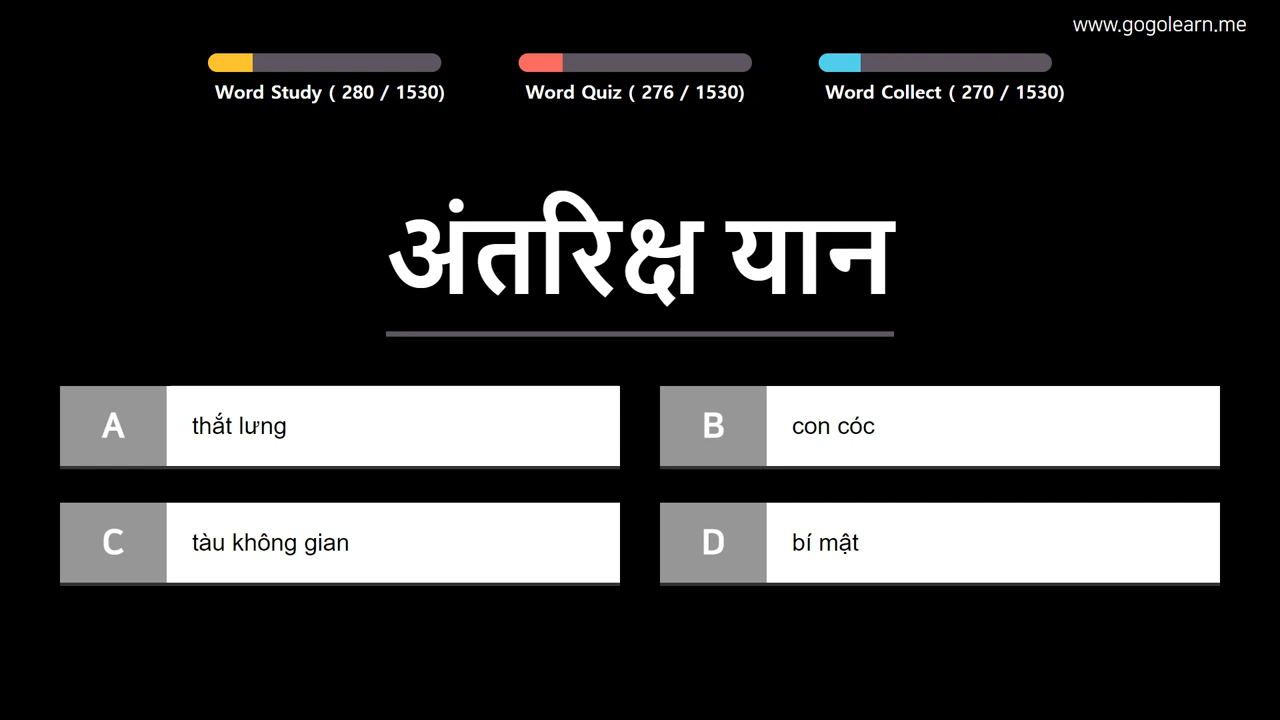 www.gogolearn.me
Word Study ( 280 / 1530)
Word Quiz ( 276 / 1530)
Word Collect ( 270 / 1530)
अंतरिक्ष यान
A thắt lưng
B con cóc
C tàu không gian
D bí mật